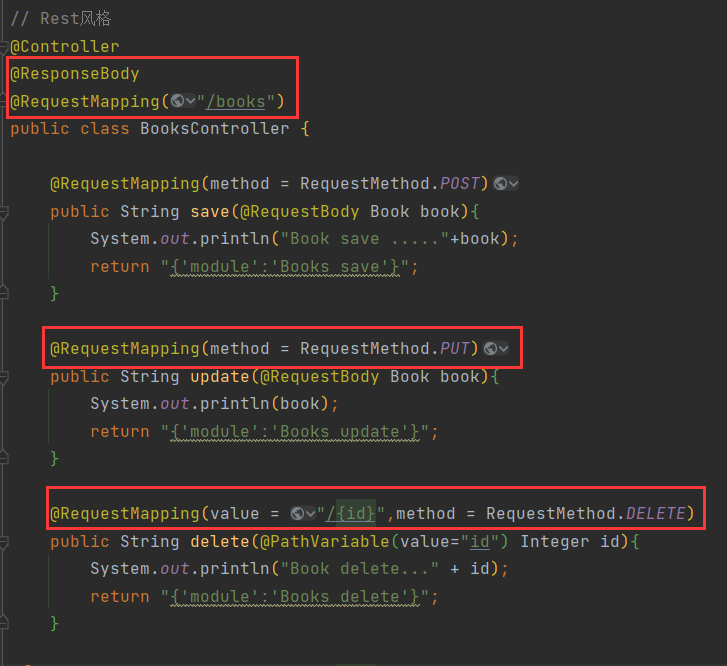 // Rest风格
@Controller
@ResponseBody
@RequestMapping("/books")
public class BooksController {
@RequestMapping(method = RequestMethod.POST)
public String save(@RequestBody Book book){
System.out.println("Book save ....."+book);
return "{'module':'Books save'}";
}
@RequestMapping(method = RequestMethod.PUT)
public String update(@RequestBody Book book){
System.out.println(book);
return "{'module':'Books update'}";
}
@RequestMapping(value = "/{id}",method = RequestMethod.DELETE)
public String delete(@PathVariable(value="id") Integer id){
System.out.println("Book delete..." + id);
return "{'module':'Books delete'}";
}